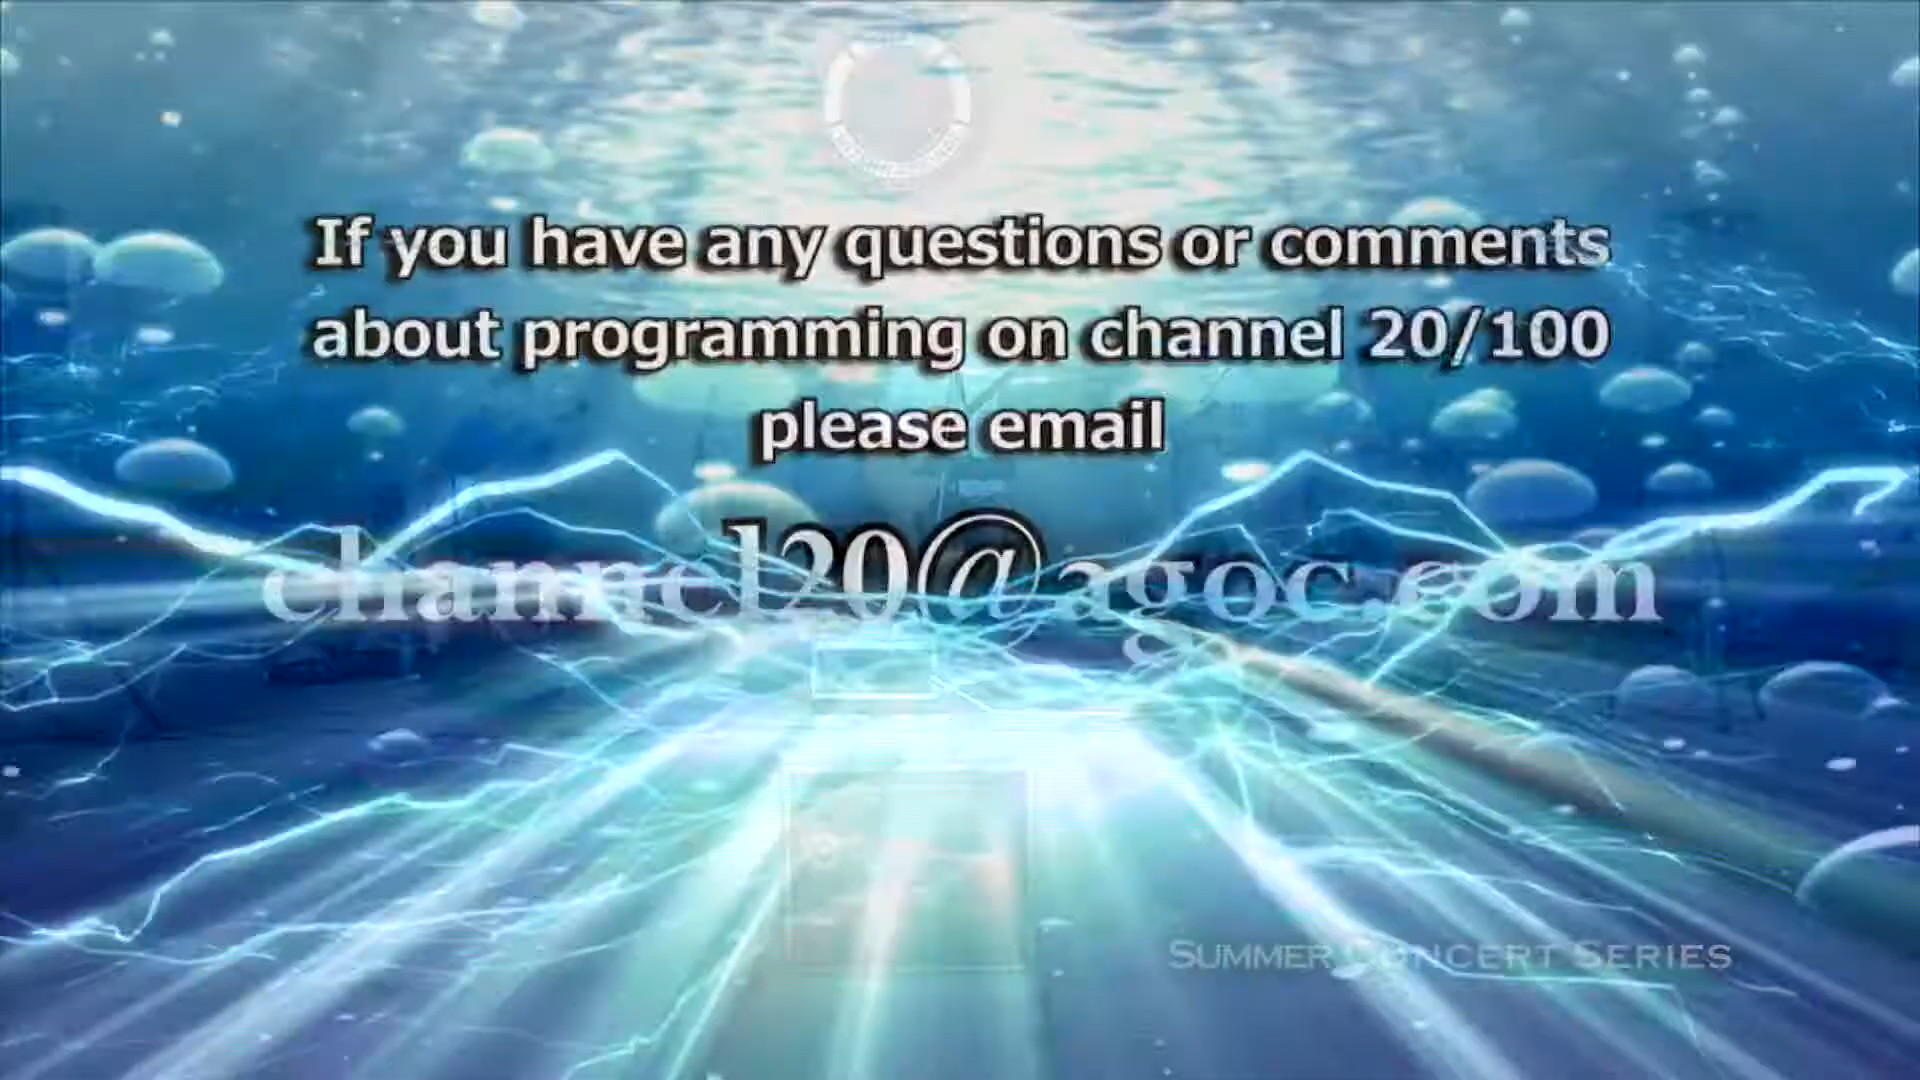 If you have any questions or comments
about programming on channel 20/100
please email
channel20@agoc.com
SUMMER CONCERT SERIES